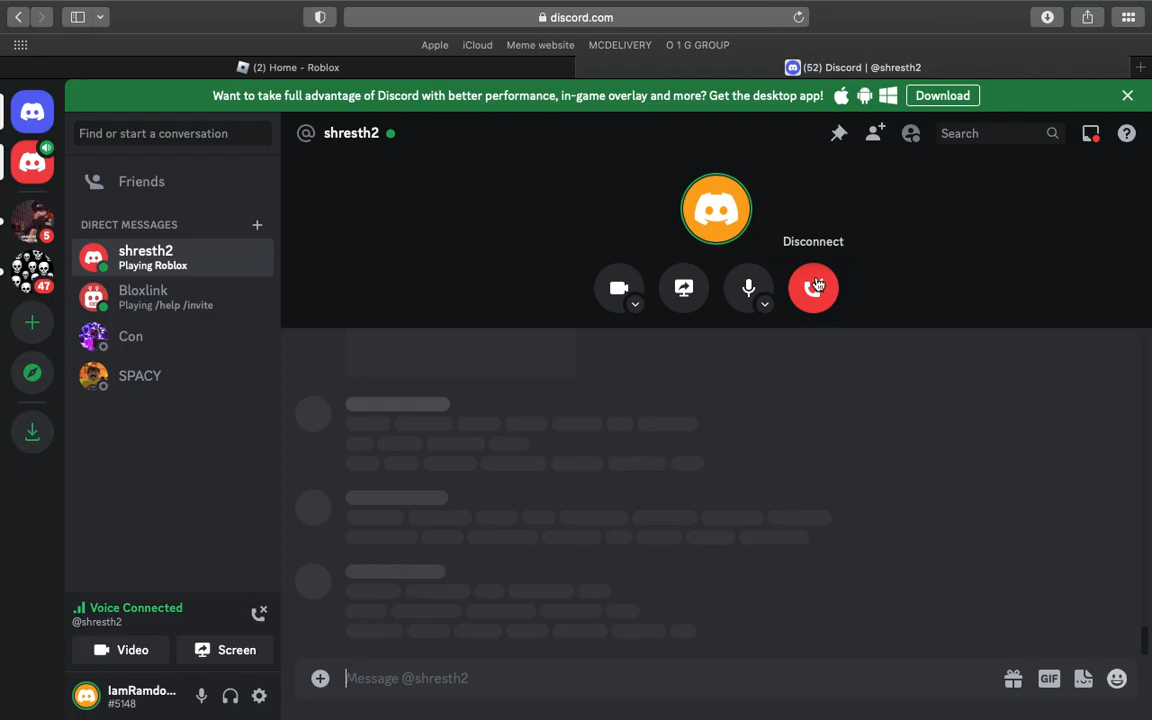 discord.com
Apple iCloud Meme website MCDELIVERY O 1 G GROUP
(2) Home - Roblox
(52) Discord | @shresth2
Want to take full advantage of Discord with better performance, in-game overlay and more? Get the desktop app!
Download
Find or start a conversation
@ shresth2
Search
Friends
DIRECT MESSAGES
shresth2
Playing Roblox
Bloxlink
Playing /help /invite
Con
SPACY
5
47
Disconnect
Voice Connected
@shresth2
Video
Screen
IamRamdo...
#5148
Message @shresth2
GIF